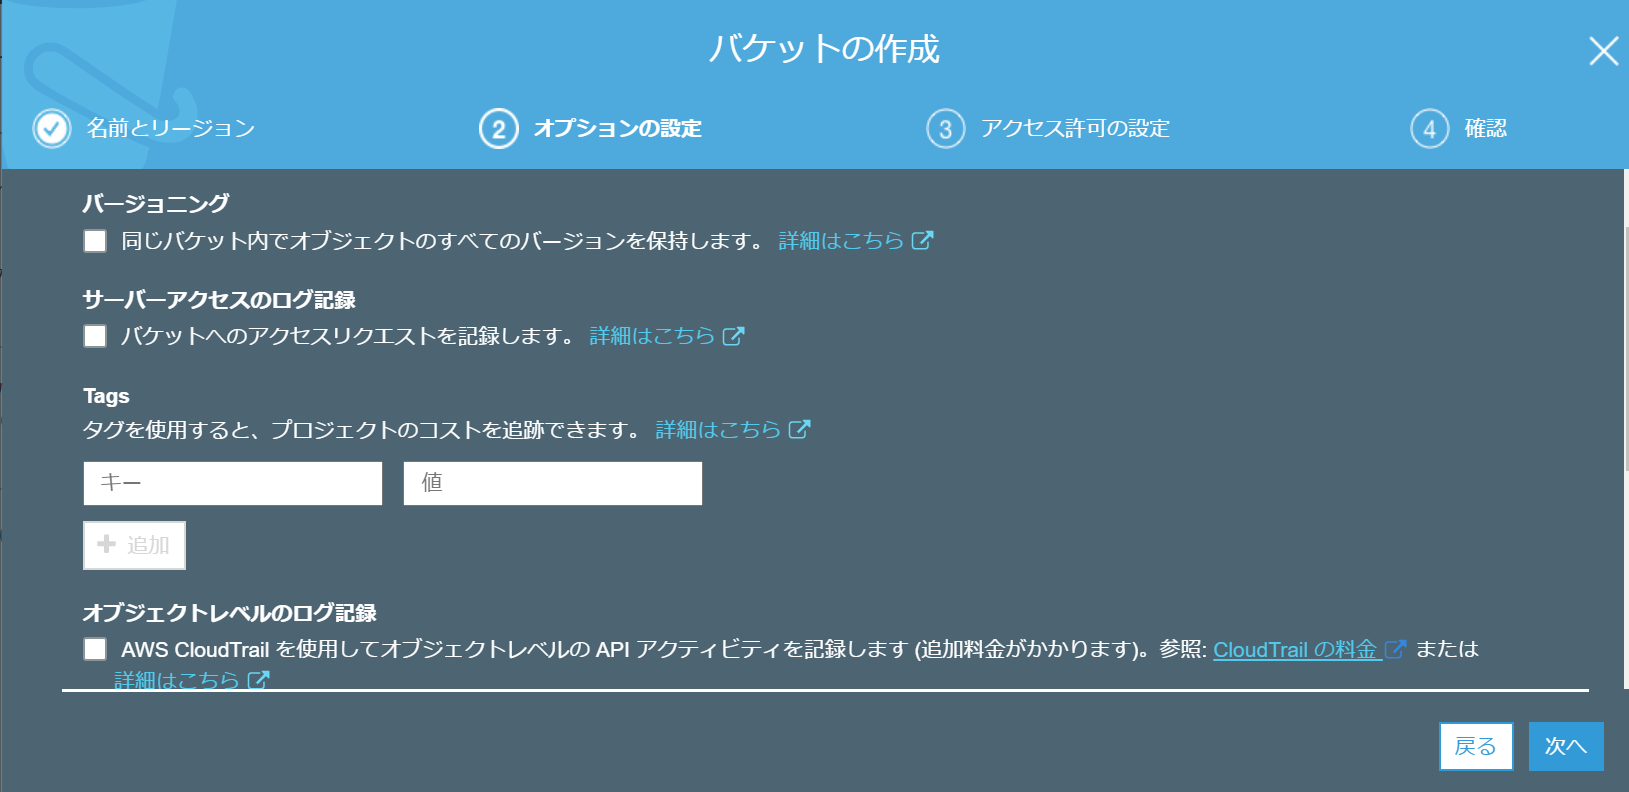 バケットの作成
名前とリージョン
2 オプションの設定
3 アクセス許可の設定
4 確認
バージョニング
同じバケット内でオブジェクトのすべてのバージョンを保持します。 詳細はこちら
サーバーアクセスのログ記録
バケットへのアクセスリクエストを記録します。 詳細はこちら
Tags
タグを使用すると、プロジェクトのコストを追跡できます。 詳細はこちら
キー 値
追加
オブジェクトレベルのログ記録
AWS CloudTrail を使用してオブジェクトレベルの API アクティビティを記録します (追加料金がかかります)。参照: CloudTrail の料金 または
詳細はこちら
戻る 次へ